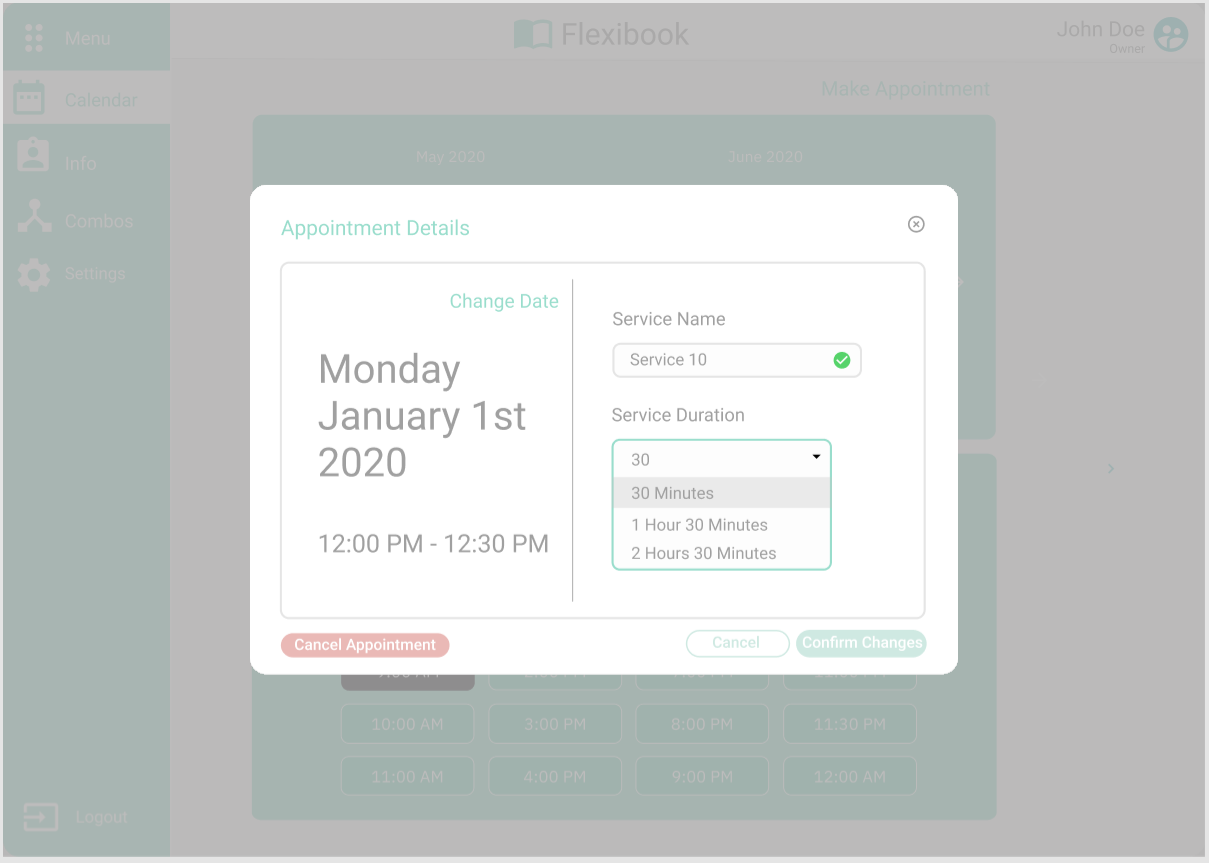 Menu
Flexibook
John Doe
Owner
Calendar
Make Appointment
Info
May 2020
June 2020
Combos
Settings
Appointment Details
Change Date
Monday
January 1st
2020
12:00 PM - 12:30 PM
Service Name
Service 10
Service Duration
30
30 Minutes
1 Hour 30 Minutes
2 Hours 30 Minutes
Cancel Appointment
Cancel
Confirm Changes
10:00 AM
3:00 PM
8:00 PM
11:30 PM
11:00 AM
4:00 PM
9:00 PM
12:00 AM
Logout